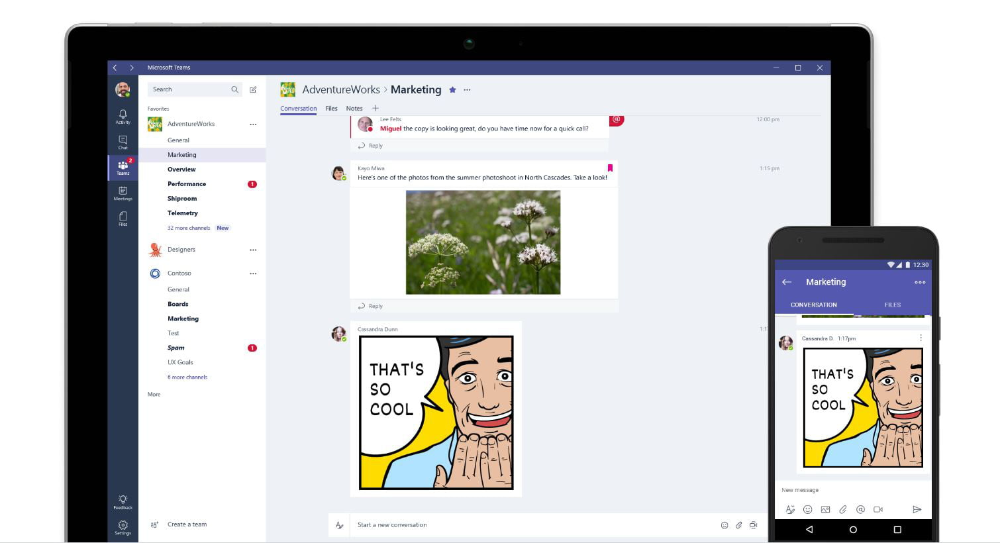 Microsoft Teams
Search
Favorites
AdventureWorks
General
Marketing
Overview
Performance 1
Shiproom
Telemetry
32 more channels New
Designers
Contoso
General
Boards
Marketing
Test
Spam 1
UX Goals
6 more channels
More
Create a team
Activity
Chat
2
Teams
Meetings
Files
Feedback
Settings
AdventureWorks > Marketing
Conversation Files Notes
Lee Felts 12:00 pm
Miguel the copy is looking great, do you have time now for a quick call?
Reply
Kayo Miwa 1:15 pm
Here's one of the photos from the summer photoshoot in North Cascades. Take a look!
Reply
Cassandra Dunn
THAT'S
SO
COOL
Start a new conversation
12:30
Marketing
CONVERSATION FILES
Cassandra D. 1:17pm
THAT'S
SO
COOL
New message